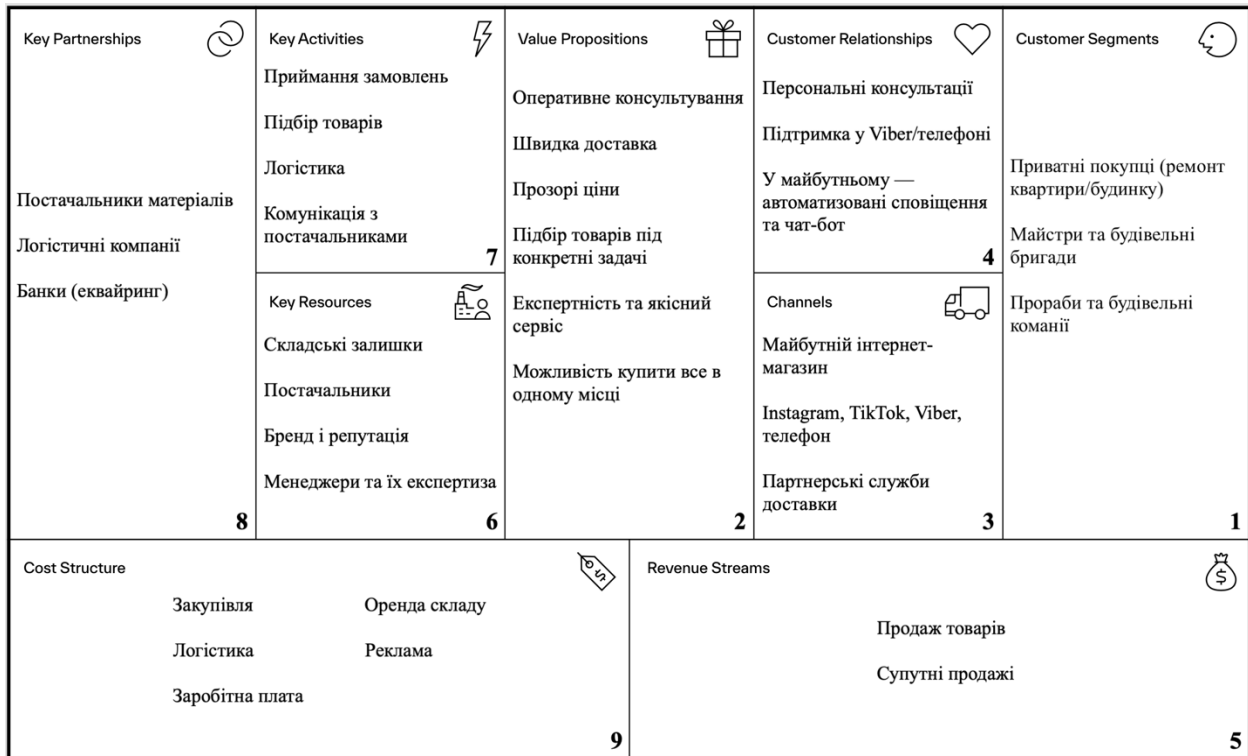 Key Partnerships
Постачальники матеріалів
Логістичні компанії
Банки (еквайринг)
8
Key Activities
Приймання замовлень
Підбір товарів
Логістика
Комунікація з
постачальниками
7
Key Resources
Складські залишки
Постачальники
Бренд і репутація
Менеджери та їх експертиза
6
Value Propositions
Оперативне консультування
Швидка доставка
Прозорі ціни
Підбір товарів під
конкретні задачі
Експертність та якісний
сервіс
Можливість купити все в
одному місці
2
Customer Relationships
Персональні консультації
Підтримка у Viber/телефоні
У майбутньому —
автоматизовані сповіщення
та чат-бот
4
Channels
Майбутній інтернет-
магазин
Instagram, TikTok, Viber,
телефон
Партнерські служби
доставки
3
Customer Segments
Приватні покупці (ремонт
квартири/будинку)
Майстри та будівельні
бригади
Прораби та будівельні
команії
1
Cost Structure
Закупівля
Логістика
Заробітна плата
Оренда складу
Реклама
9
Revenue Streams
$
Продаж товарів
Супутні продажі
5